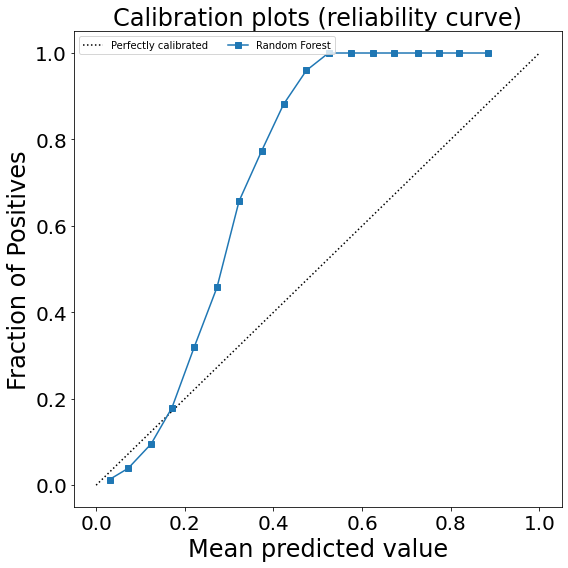 Calibration plots (reliability curve)
Perfectly calibrated
Random Forest
1.0
0.8
0.6
0.4
0.2
0.0
Fraction of Positives
0.0 0.2 0.4 0.6 0.8 1.0
Mean predicted value